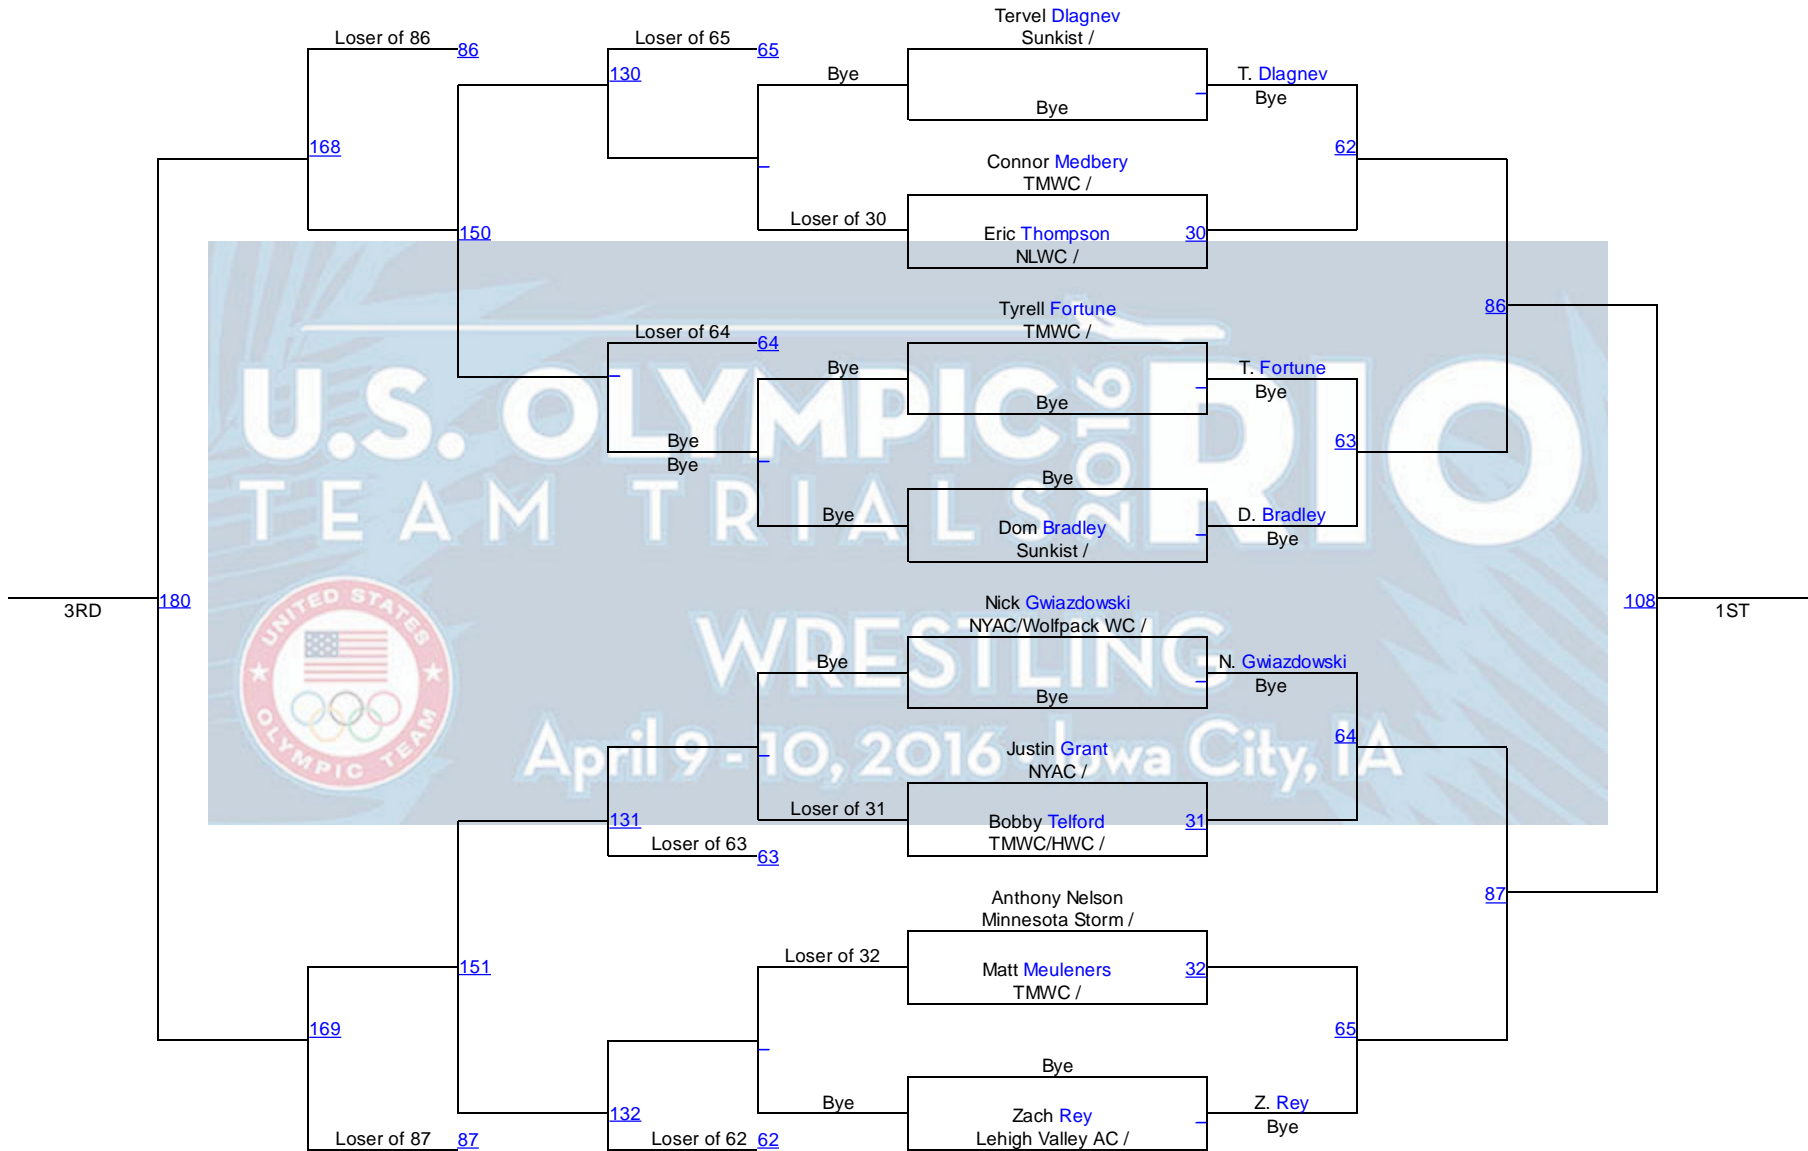 Tervel Dlagnev
Loser of 86 86 Loser of 65 65 Sunkist /
130 Bye T. Dlagnev
Bye Bye
168 Connor Medbery 62
TMWC /
Loser of 30
150 Eric Thompson 30
NLWC /
Tyrell Fortune 86
Loser of 64 64 TMWC /
Bye T. Fortune
Bye Bye
Bye 63
Bye
Bye
Bye D. Bradley
Dom Bradley Bye
Sunkist /
U.S. OLYMPIC
TEAM TRIALS
2016
RIO
WRESTLING
April 9 - 10, 2016 - Iowa City, IA
UNITED STATES
OLYMPIC TEAM
3RD 180 Nick Gwiazdowski 108 1ST
NYAC/Wolfpack WC /
Bye N. Gwiazdowski
Bye Bye
Justin Grant 64
NYAC /
Loser of 31
131 Bobby Telford 31
Loser of 63 63 TMWC/HWC /
Anthony Nelson 87
Minnesota Storm /
Loser of 32
151 Matt Meuleners 32
TMWC /
169 65
Bye
Bye Z. Rey
132 Zach Rey Bye
Loser of 87 87 Loser of 62 62 Lehigh Valley AC /